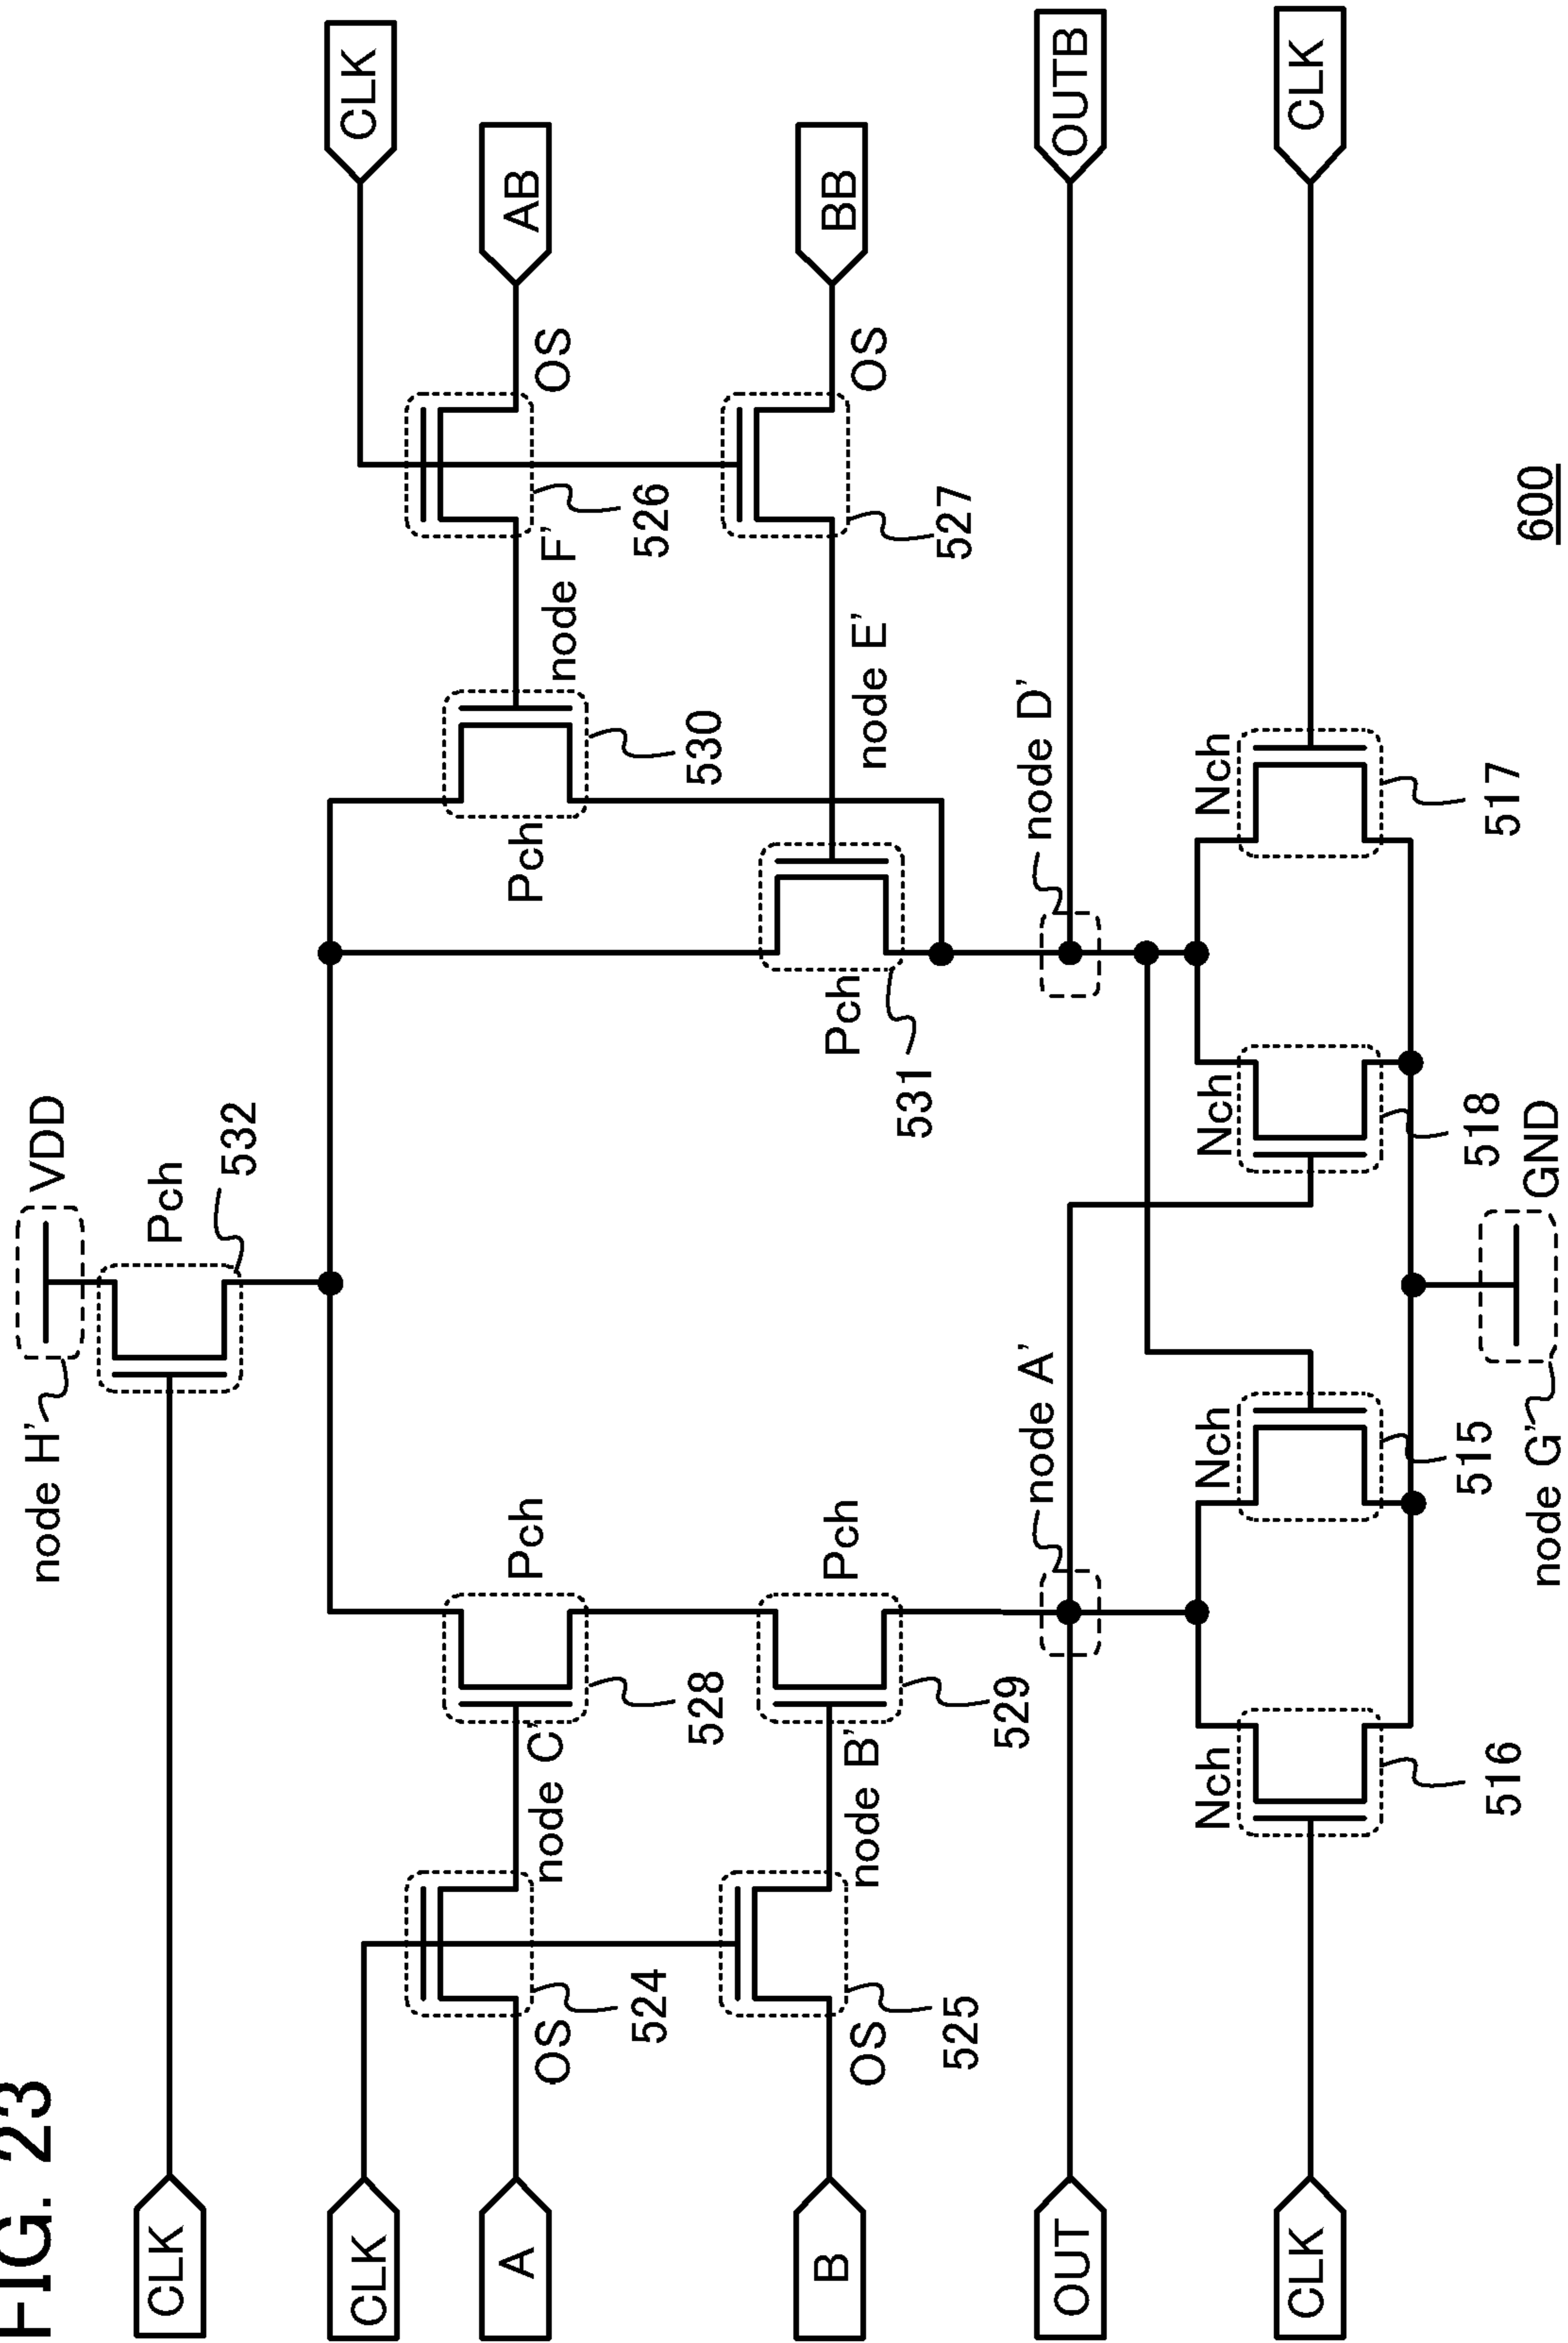 FIG. 23
node H'
VDD
CLK
Pch
532
CLK
CLK
A
OS
524
node C'
Pch
528
Pch
530
node F'
OS
526
AB
B
OS
525
node B'
Pch
529
Pch
531
node E'
OS
527
BB
OUT
node A'
node D'
OUTB
CLK
Nch
516
Nch
515
Nch
518
Nch
517
CLK
node G'
GND
600